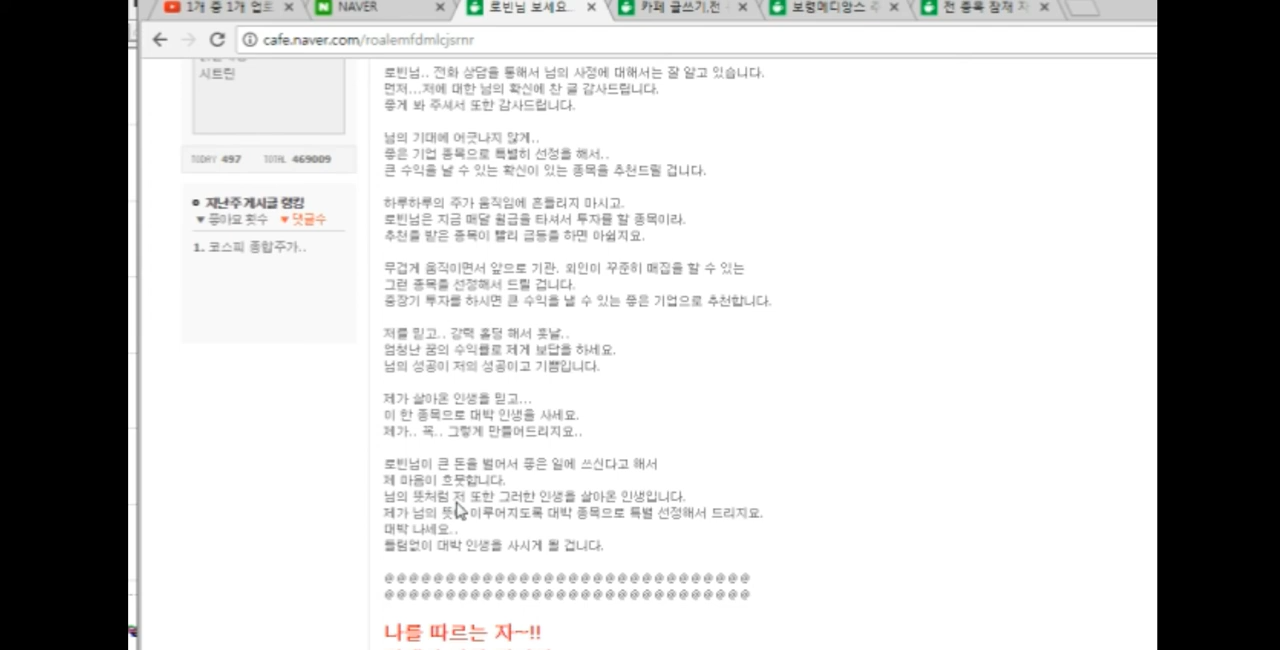 1개 중 1개 업로
NAVER
로빈님 보세요..
카페 글쓰기,전
보령메디앙스 주
전 종목 잠재 자
cafe.naver.com/roalemfdmlcjsrnr
시트린
TODAY 497 TOTAL 469009
지난주 게시글 랭킹
▼ 좋아요 횟수 ▼ 댓글수
1. 코스피 종합주가..
로빈님.. 전화 상담을 통해서 님의 사정에 대해서는 잘 알고 있습니다.
먼저...저에 대한 님의 확신에 찬 글 감사드립니다.
좋게 봐 주셔서 또한 감사드립니다.
님의 기대에 어긋나지 않게..
좋은 기업 종목으로 특별히 선정을 해서..
큰 수익을 낼 수 있는 확신이 있는 종목을 추천드릴 겁니다.
하루하루의 주가 움직임에 흔들리지 마시고.
로빈님은 지금 매달 월급을 타셔서 투자를 할 종목이라.
추천을 받은 종목이 빨리 급등을 하면 아쉽지요.
무겁게 움직이면서 앞으로 기관. 외인이 꾸준히 매집을 할 수 있는
그런 종목을 선정해서 드릴 겁니다.
중장기 투자를 하시면 큰 수익을 낼 수 있는 좋은 기업으로 추천합니다.
저를 믿고.. 강력 홀딩 해서 훗날..
엄청난 꿈의 수익률로 제게 보답을 하세요.
님의 성공이 저의 성공이고 기쁨입니다.
제가 살아온 인생을 믿고...
이 한 종목으로 대박 인생을 사세요.
제가.. 꼭.. 그렇게 만들어드리지요..
로빈님이 큰 돈을 벌어서 좋은 일에 쓰신다고 해서
제 마음이 흐뭇합니다.
님의 뜻처럼 저 또한 그러한 인생을 살아온 인생입니다.
제가 님의 뜻이 이루어지도록 대박 종목으로 특별 선정해서 드리지요.
대박 나세요..
틀림없이 대박 인생을 사시게 될 겁니다.
@@@@@@@@@@@@@@@@@@@@@@@@@@@@@@
@@@@@@@@@@@@@@@@@@@@@@@@@@@@@@
나를 따르는 자~!!